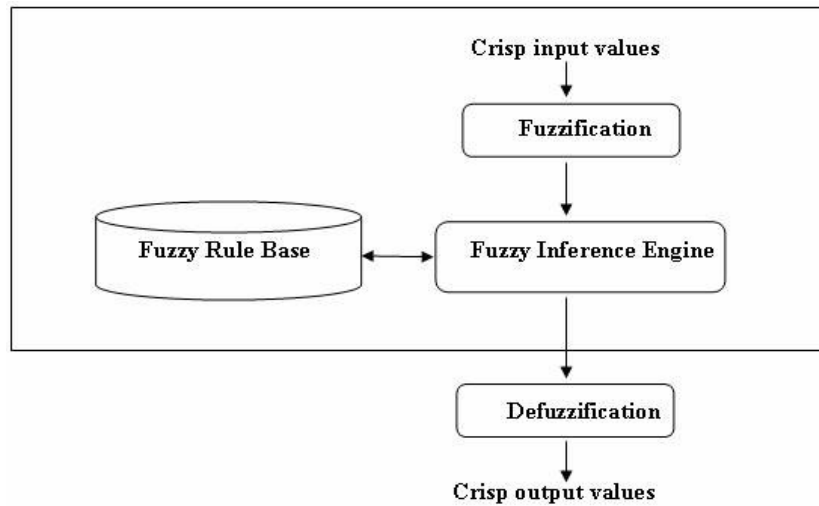 Crisp input values
Fuzzification
Fuzzy Rule Base
Fuzzy Inference Engine
Defuzzification
Crisp output values